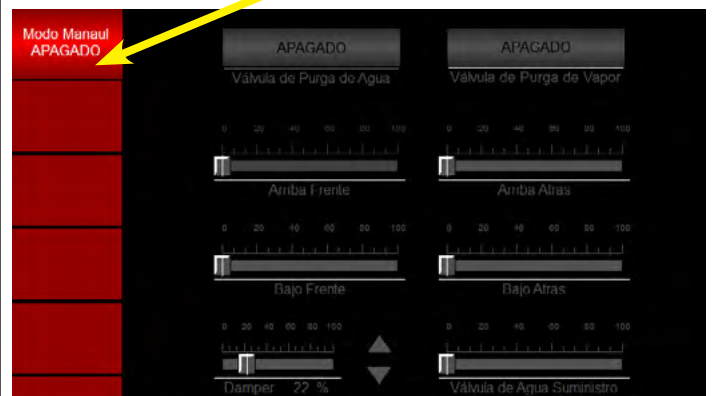 Modo Manaul
APAGADO
APAGADO
APAGADO
Válvula de Purga de Agua
Válvula de Purga de Vapor
0 20 40 60 80 100
0 20 40 60 80 100
Arriba Frente
Arriba Atras
0 20 40 60 80 100
0 20 40 60 80 100
Bajo Frente
Bajo Atras
0 20 40 60 80 100
0 20 40 60 80 100
Damper 22 %
Válvula de Agua Suministro